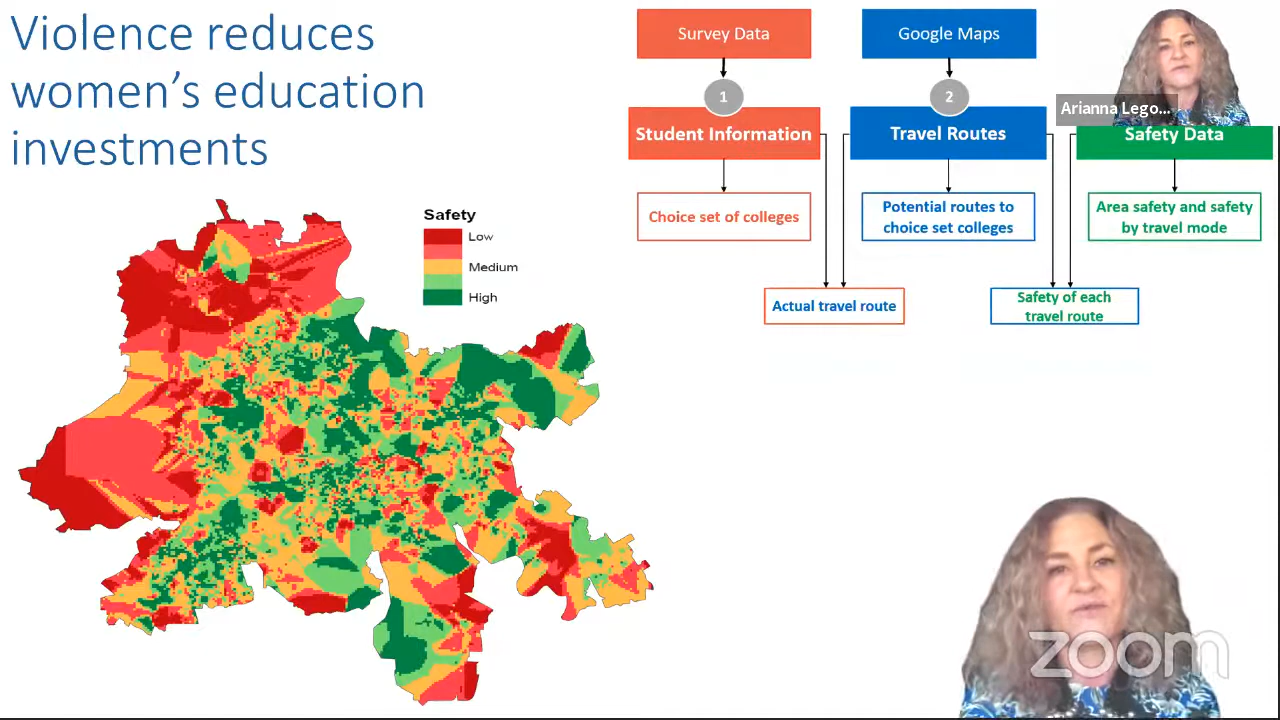 Violence reduces
women's education
investments
Safety
Low
Medium
High
Survey Data
Google Maps
1
2
Arianna Lego...
Student Information
Travel Routes
Safety Data
Choice set of colleges
Potential routes to
choice set colleges
Area safety and safety
by travel mode
Actual travel route
Safety of each
travel route
zoom